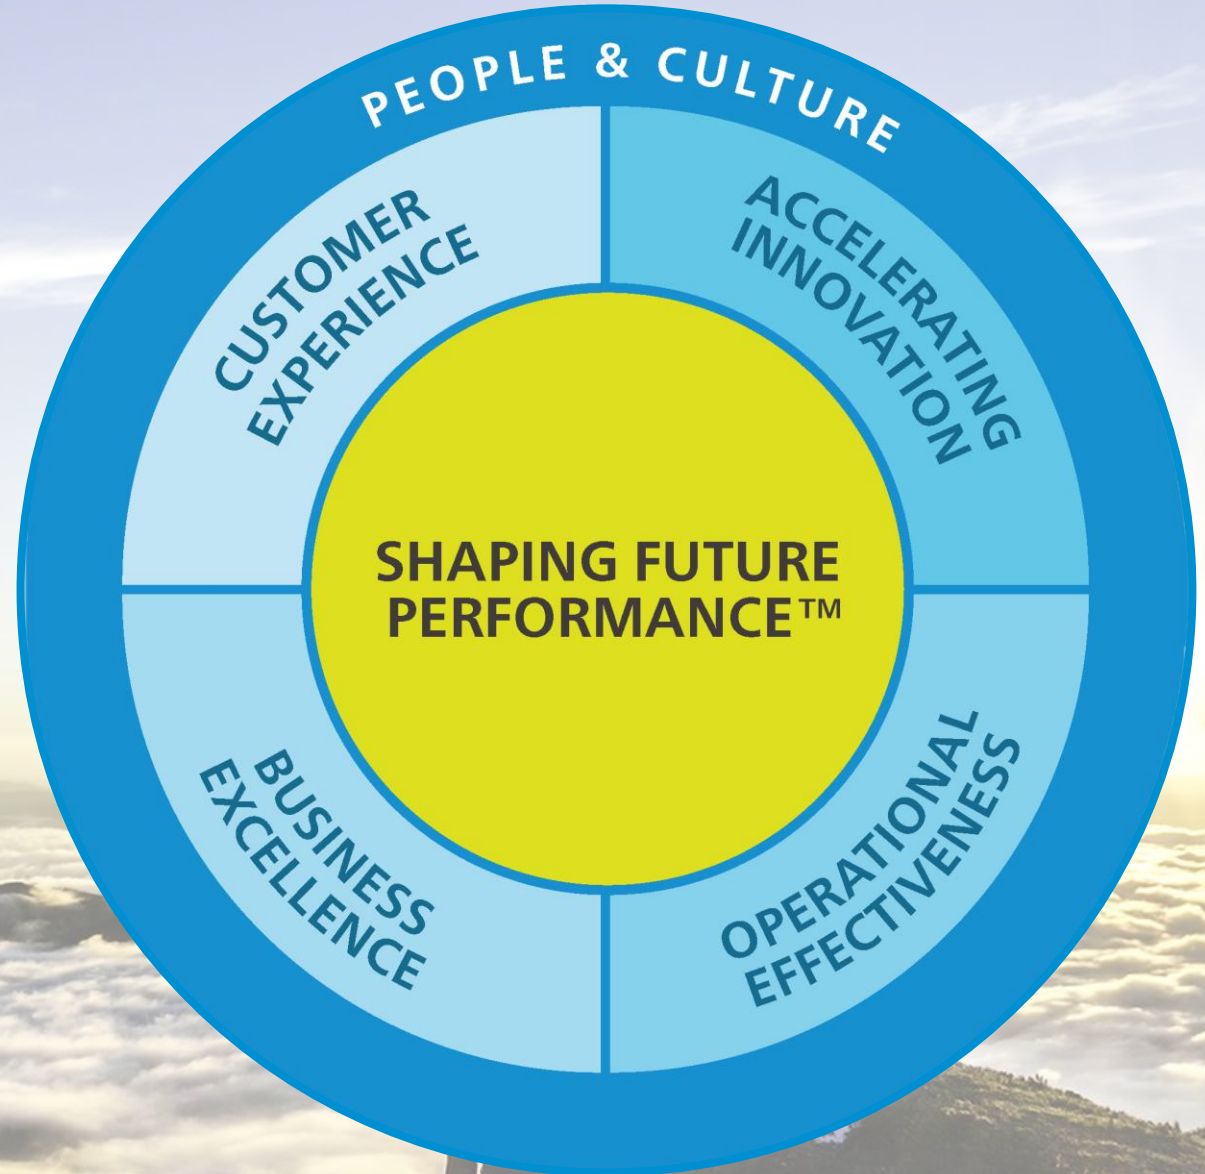 PEOPLE & CULTURE
CUSTOMER
EXPERIENCE
ACCELERATING
INNOVATION
SHAPING FUTURE
PERFORMANCE™
BUSINESS
EXCELLENCE
OPERATIONAL
EFFECTIVENESS